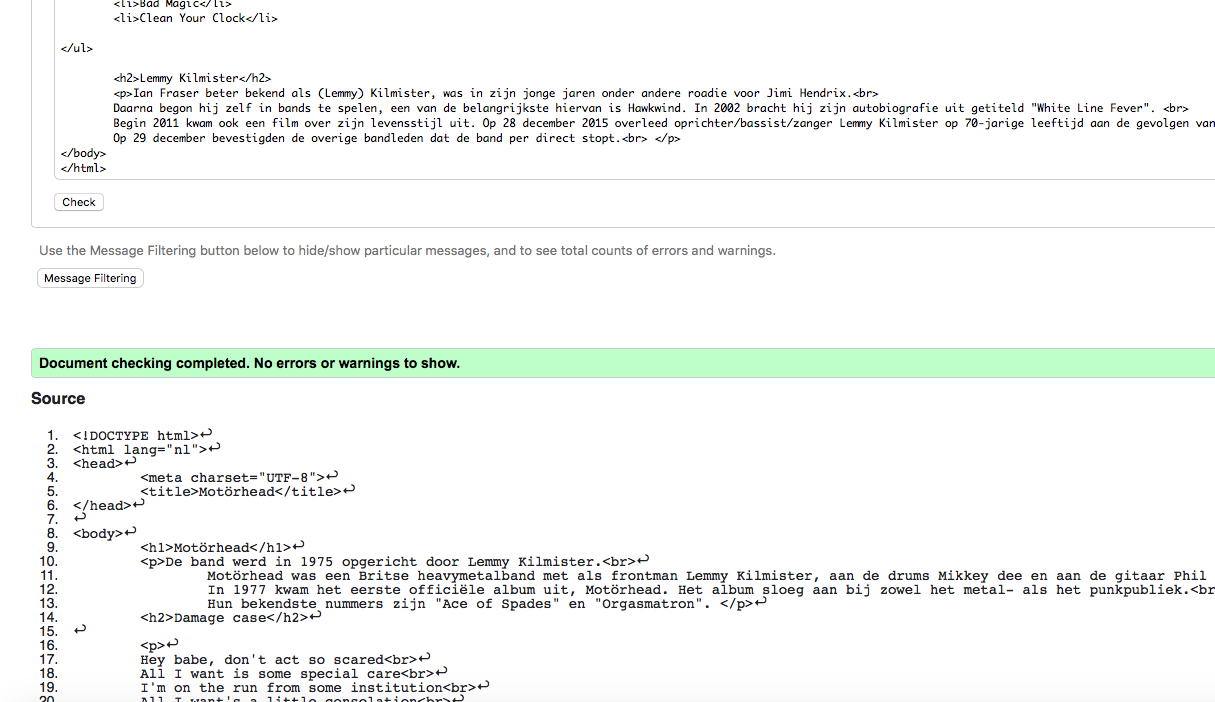 <li>Bad Magic</li>
<li>Clean Your Clock</li>
</ul>
<h2>Lemmy Kilmister</h2>
<p>Ian Fraser beter bekend als (Lemmy) Kilmister, was in zijn jonge jaren onder andere roadie voor Jimi Hendrix.<br>
Daarna begon hij zelf in bands te spelen, een van de belangrijkste hiervan is Hawkwind. In 2002 bracht hij zijn autobiografie uit getiteld "White Line Fever". <br>
Begin 2011 kwam ook een film over zijn levensstijl uit. Op 28 december 2015 overleed oprichter/bassist/zanger Lemmy Kilmister op 70-jarige leeftijd aan de gevolgen van
Op 29 december bevestigden de overige bandleden dat de band per direct stopt.<br> </p>
</body>
</html>
Check
Use the Message Filtering button below to hide/show particular messages, and to see total counts of errors and warnings.
Message Filtering
Document checking completed. No errors or warnings to show.
Source
1. <!DOCTYPE html>↩
2. <html lang="nl">↩
3. <head>↩
4. <meta charset="UTF-8">↩
5. <title>Motörhead</title>↩
6. </head>↩
7. ↩
8. <body>↩
9. <h1>Motörhead</h1>↩
10. <p>De band werd in 1975 opgericht door Lemmy Kilmister.<br>↩
11. Motörhead was een Britse heavymetalband met als frontman Lemmy Kilmister, aan de drums Mikkey dee en aan de gitaar Phil
12. In 1977 kwam het eerste officiële album uit, Motörhead. Het album sloeg aan bij zowel het metal- als het punkpubliek.<br
13. Hun bekendste nummers zijn "Ace of Spades" en "Orgasmatron". </p>↩
14. <h2>Damage case</h2>↩
15. ↩
16. <p>↩
17. Hey babe, don't act so scared<br>↩
18. All I want is some special care<br>↩
19. I'm on the run from some institution<br>↩
20. All I want's a little consolation<br>↩